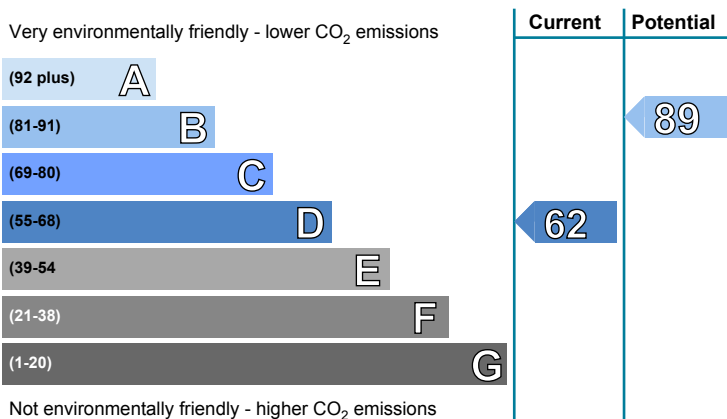 Very environmentally friendly - lower CO2 emissions
Current
Potential
(92 plus) A
(81-91) B
89
(69-80) C
(55-68) D
62
(39-54 E
(21-38) F
(1-20) G
Not environmentally friendly - higher CO2 emissions